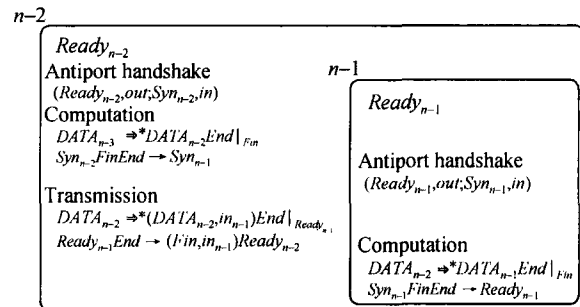 n-2
Ready_{n-2}
Antiport handshake
(Ready_{n-2},out;Syn_{n-2},in)
Computation
DATA_{n-3} ⇒*DATA_{n-2}End|_{Fin}
Syn_{n-2}FinEnd → Syn_{n-1}
Transmission
DATA_{n-2} ⇒*(DATA_{n-2},in_{n-1})End|_{Ready_{n-1}}
Ready_{n-1}End → (Fin,in_{n-1})Ready_{n-2}
n-1
Ready_{n-1}
Antiport handshake
(Ready_{n-1},out;Syn_{n-1},in)
Computation
DATA_{n-2} ⇒*DATA_{n-1}End|_{Fin}
Syn_{n-1}FinEnd → Ready_{n-1}